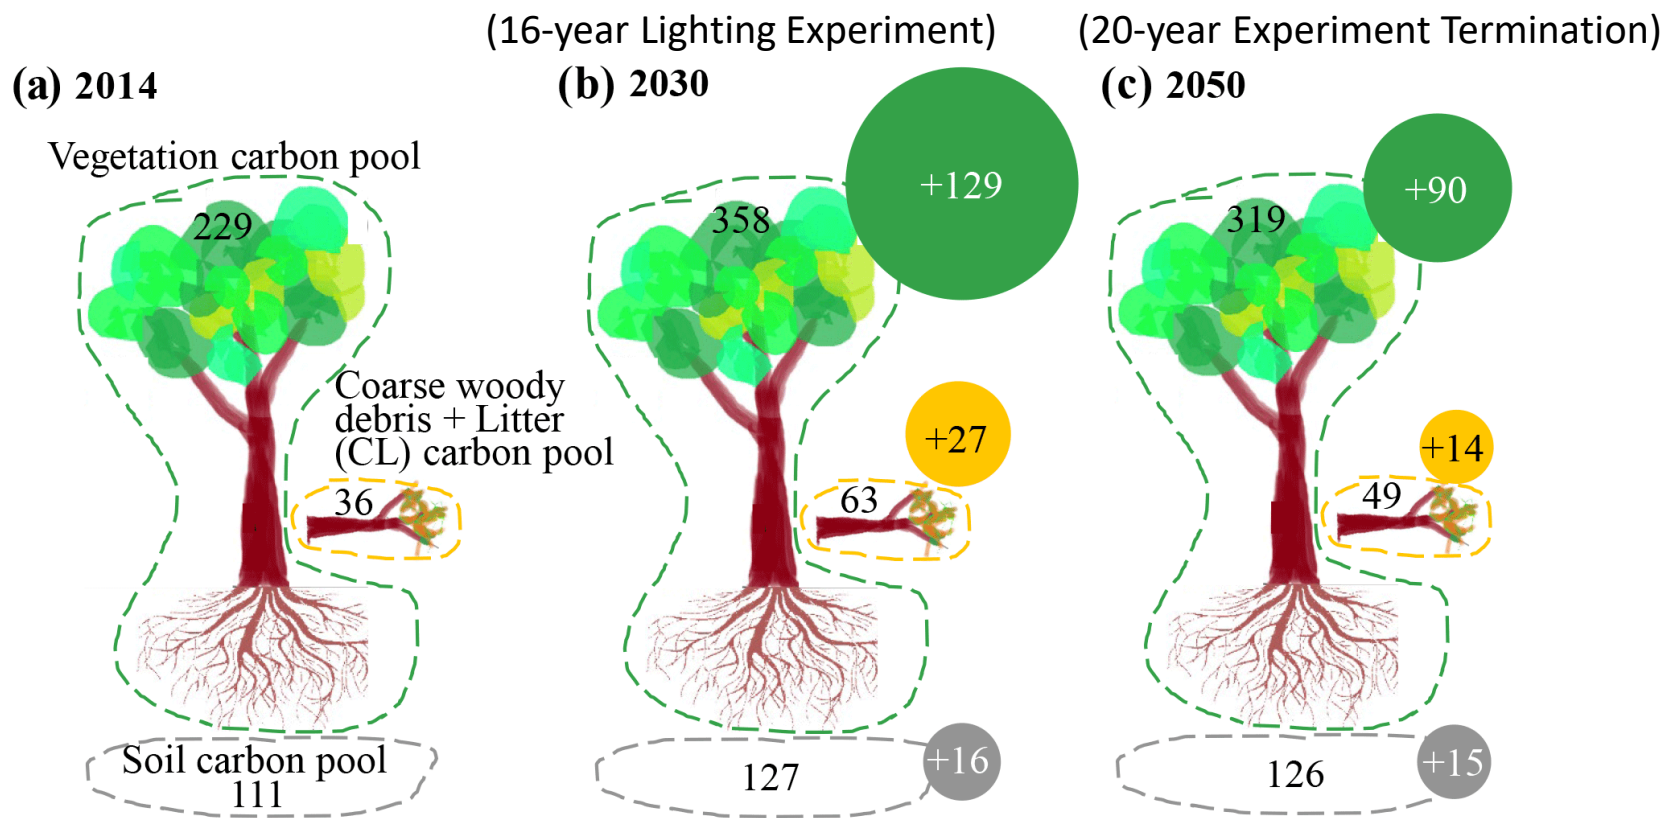 (16-year Lighting Experiment)
(20-year Experiment Termination)
(a) 2014
(b) 2030
(c) 2050
Vegetation carbon pool
229
358
+129
319
+90
Coarse woody
debris + Litter
(CL) carbon pool
36
63
+27
49
+14
Soil carbon pool
111
127
+16
126
+15